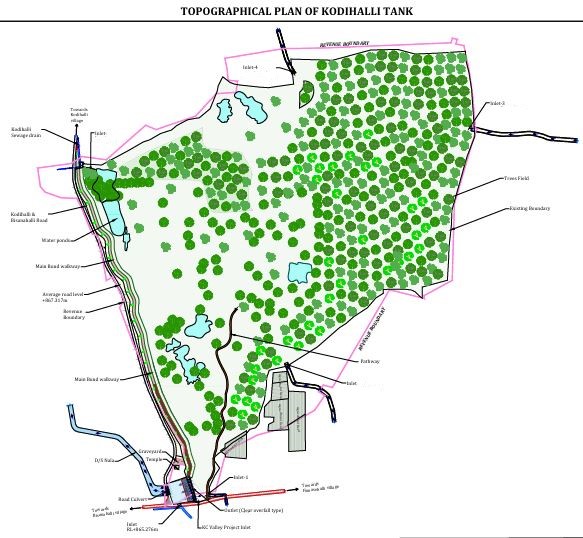 TOPOGRAPHICAL PLAN OF KODIHALLI TANK
REVENUE BOUNDARY
Inlet-4
Inlet-3
Towards
Kodihalli
village
Kodihalli
Sewage drain
Inlet
Trees Field
Existing Boundary
Kodihalli &
Bisanahalli Road
Water ponds
Main Bund walkway
Average road level
+867.317m
Revenue
Boundary
REVENUE BOUNDARY
Pathway
Inlet
Main Bund walkway
Graveyard
Temple
D/S Nala
Inlet-1
Road Culvert
Towards
village
Towards
village
Outlet (Clear overfall type)
Inlet
RL+865.276m
KC Valley Project Inlet